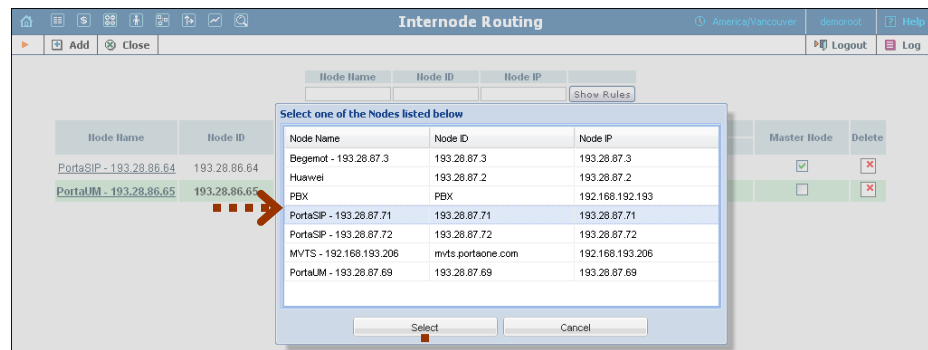 Internode Routing
America/Vancouver demoroot ? Help
Add Close Logout Log
Node Name Node ID Node IP
Show Rules
Select one of the Nodes listed below
Node Name Node ID Node IP
Begemot - 193.28.87.3 193.28.87.3 193.28.87.3
Huawei 193.28.87.2 193.28.87.2
PBX PBX 192.168.192.193
PortaSIP - 193.28.87.71 193.28.87.71 193.28.87.71
PortaSIP - 193.28.87.72 193.28.87.72 193.28.87.72
MVTS - 192.168.193.206 mvts.portaone.com 192.168.193.206
PortaUM - 193.28.87.69 193.28.87.69 193.28.87.69
Select Cancel
Node Name Node ID Master Node Delete
PortaSIP - 193.28.86.64 193.28.86.64
PortaUM - 193.28.86.65 193.28.86.65